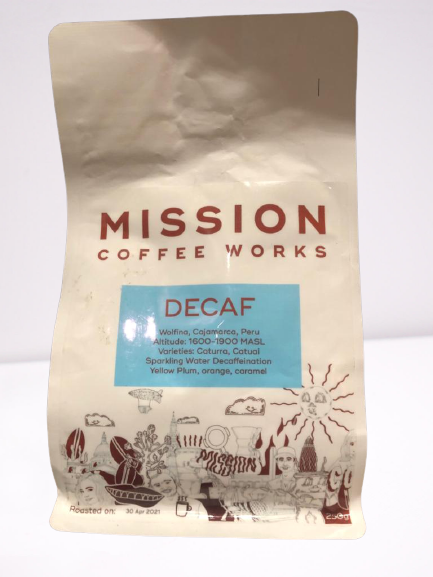 MISSION
COFFEE WORKS
DECAF
Wolfina, Cajamarca, Peru
Altitude: 1600-1900 MASL
Varieties: Coturra, Catuai
Sparkling Water Decaffeination
Yellow Plum, orange, caramel
MISSION
Roasted on: 30 Apr 2021
250g